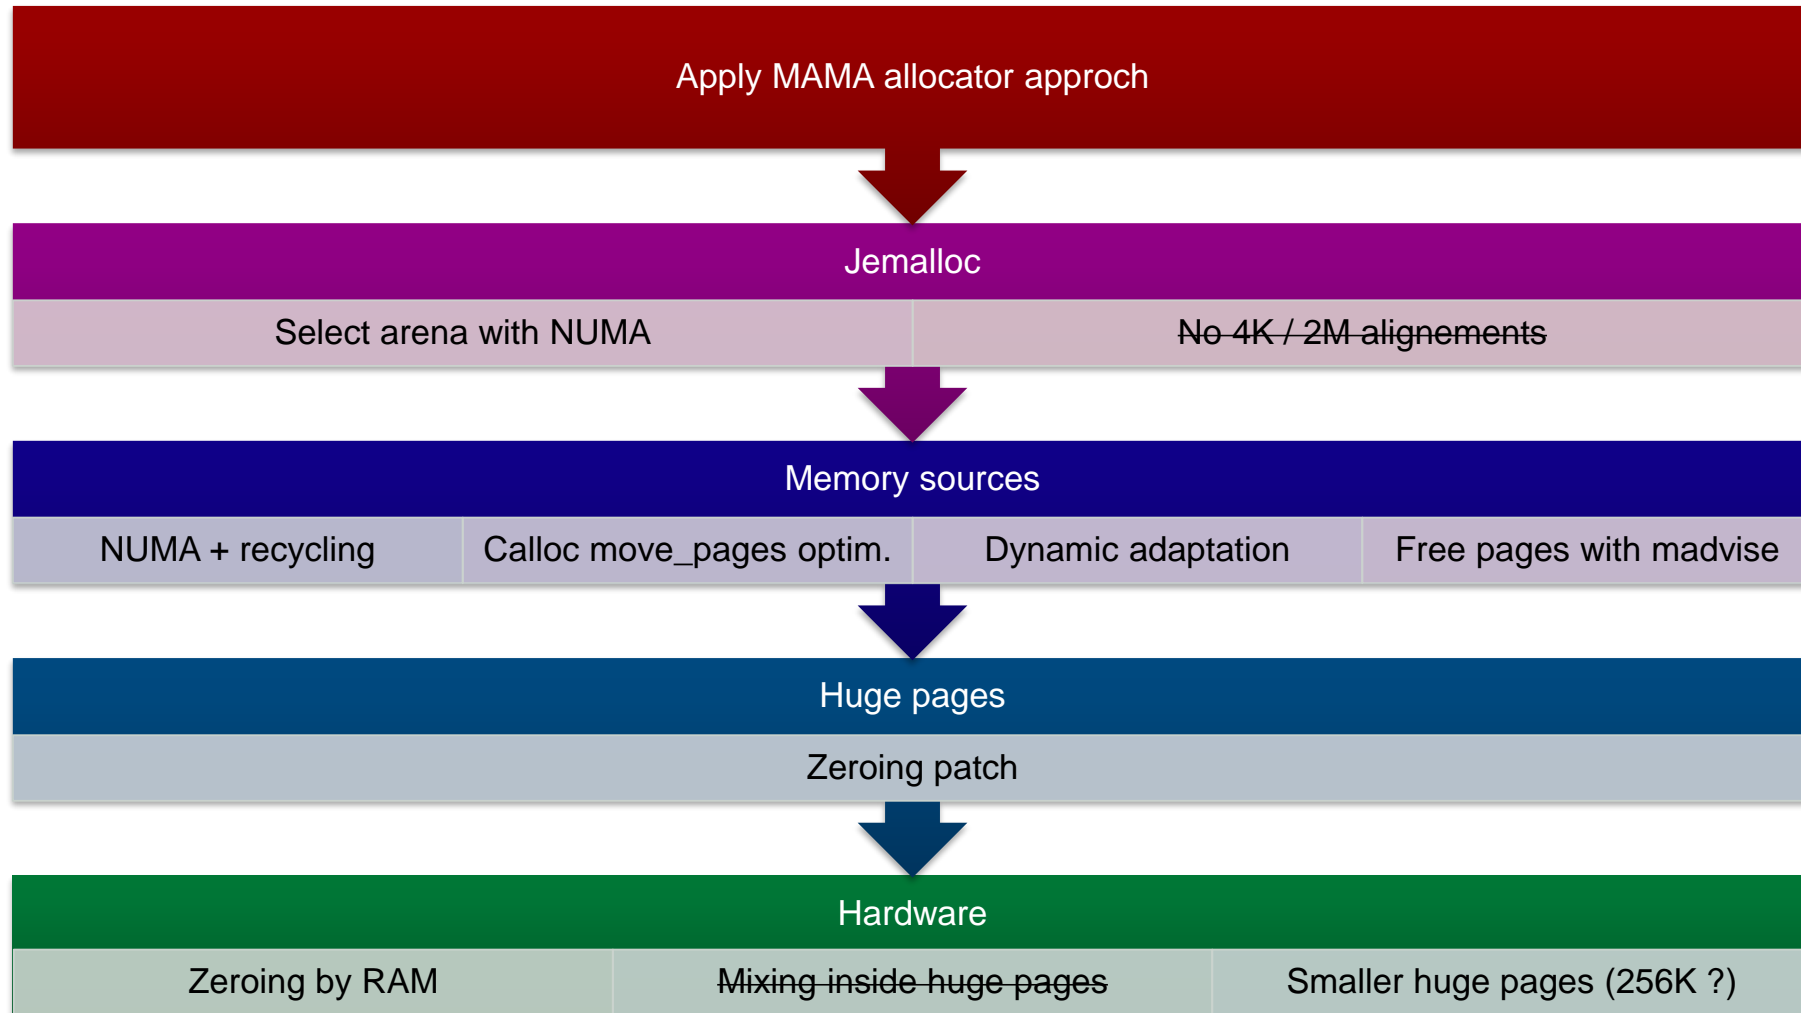 Apply MAMA allocator approch
Jemalloc
Select arena with NUMA
No 4K / 2M alignements
Memory sources
NUMA + recycling
Calloc move_pages optim.
Dynamic adaptation
Free pages with madvise
Huge pages
Zeroing patch
Hardware
Zeroing by RAM
Mixing inside huge pages
Smaller huge pages (256K ?)